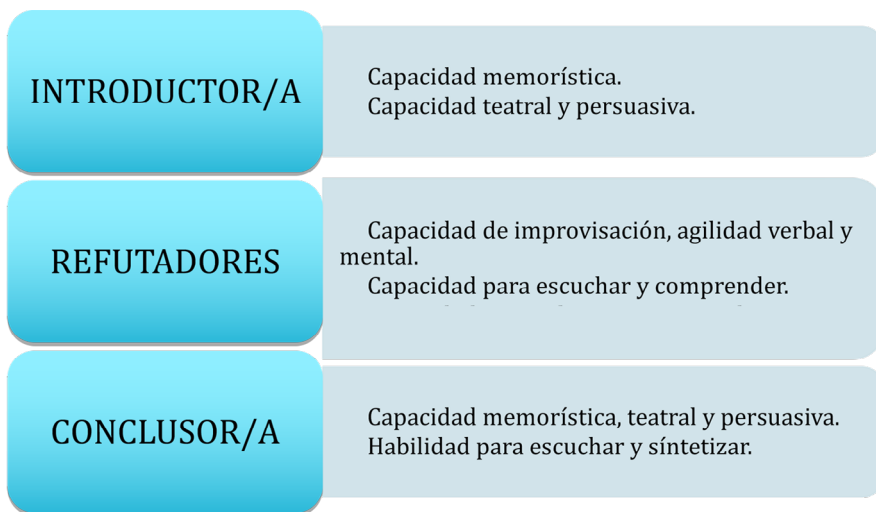 INTRODUCTOR/A
Capacidad memorística.
Capacidad teatral y persuasiva.
REFUTADORES
Capacidad de improvisación, agilidad verbal y
mental.
Capacidad para escuchar y comprender.
CONCLUSOR/A
Capacidad memorística, teatral y persuasiva.
Habilidad para escuchar y síntetizar.